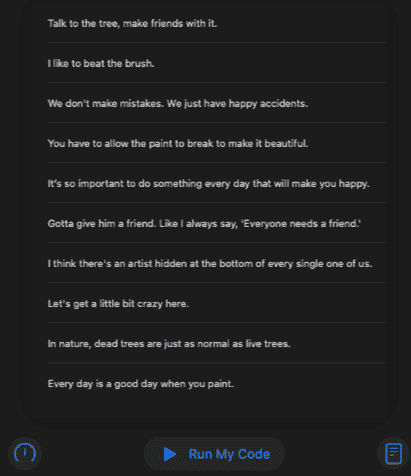 Talk to the tree, make friends with it.
I like to beat the brush.
We don't make mistakes. We just have happy accidents.
You have to allow the paint to break to make it beautiful.
It's so important to do something every day that will make you happy.
Gotta give him a friend. Like I always say, 'Everyone needs a friend.'
I think there's an artist hidden at the bottom of every single one of us.
Let's get a little bit crazy here.
In nature, dead trees are just as normal as live trees.
Every day is a good day when you paint.
Run My Code